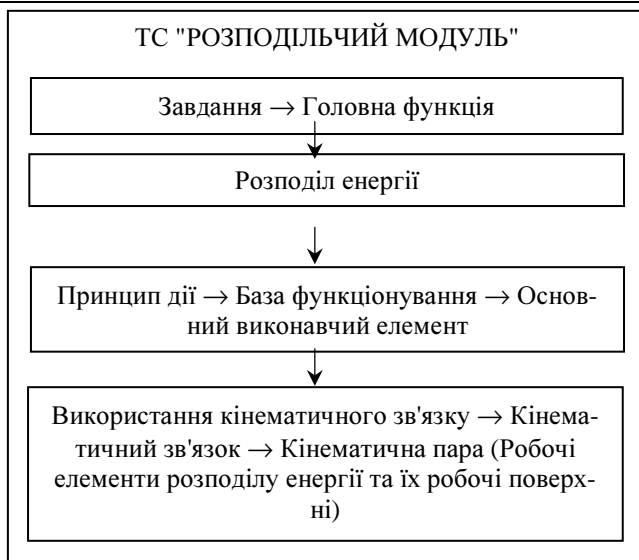 ТС "РОЗПОДІЛЬЧИЙ МОДУЛЬ"
Завдання → Головна функція
Розподіл енергії
Принцип дії → База функціонування → Основ-
ний виконавчий елемент
Використання кінематичного зв'язку → Кінема-
тичний зв'язок → Кінематична пара (Робочі
елементи розподілу енергії та їх робочі поверх-
ні)